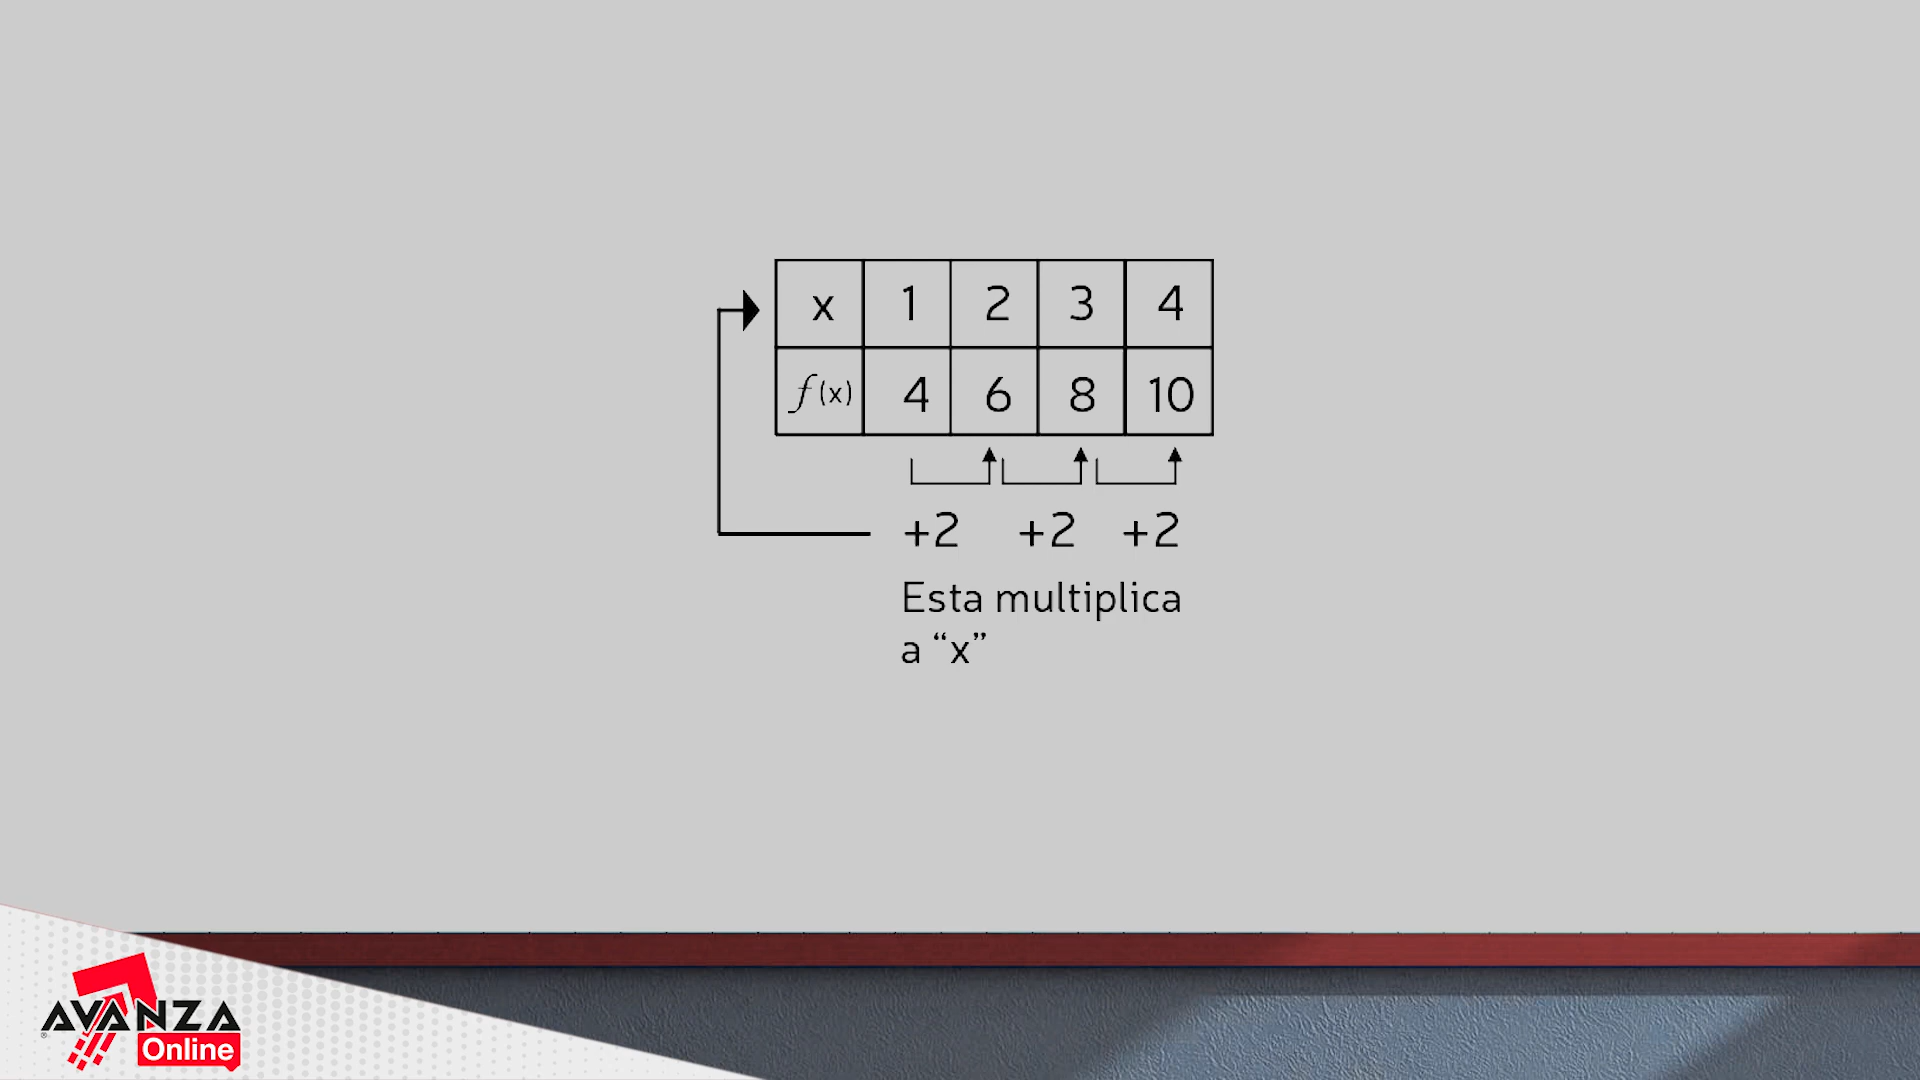 x 1 2 3 4
f(x) 4 6 8 10
+2 +2 +2
Esta multiplica
a “x”
AVANZA
Online